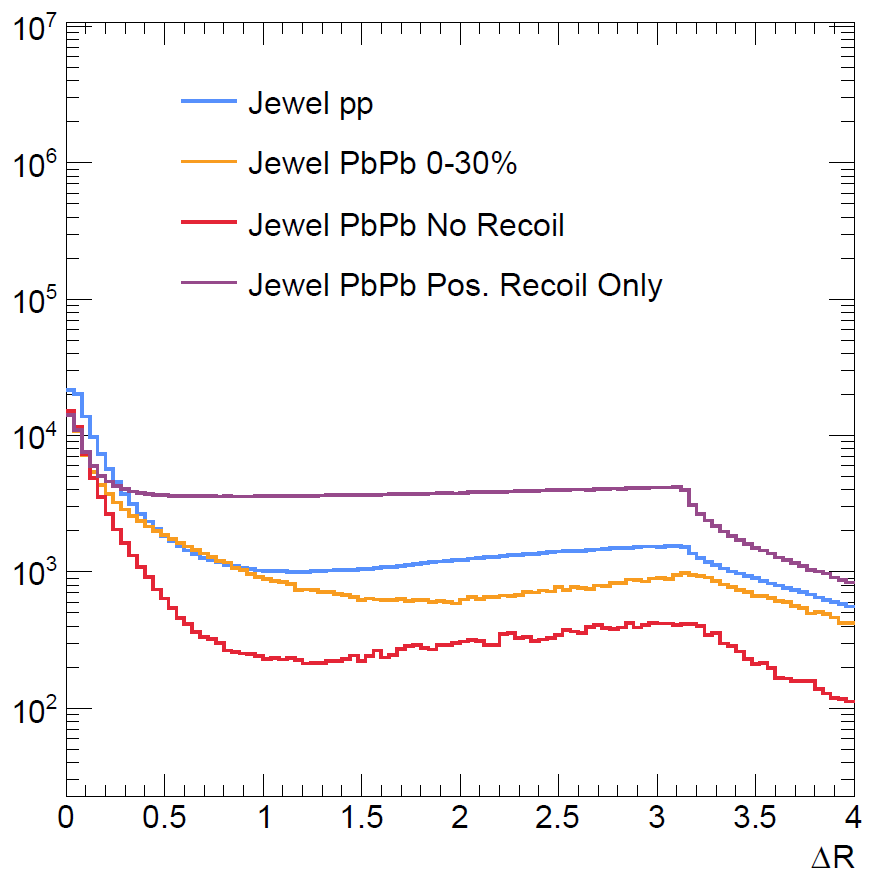 10^7
Jewel pp
10^6
Jewel PbPb 0-30%
Jewel PbPb No Recoil
Jewel PbPb Pos. Recoil Only
10^5
10^4
10^3
10^2
0 0.5 1 1.5 2 2.5 3 3.5 4
ΔR